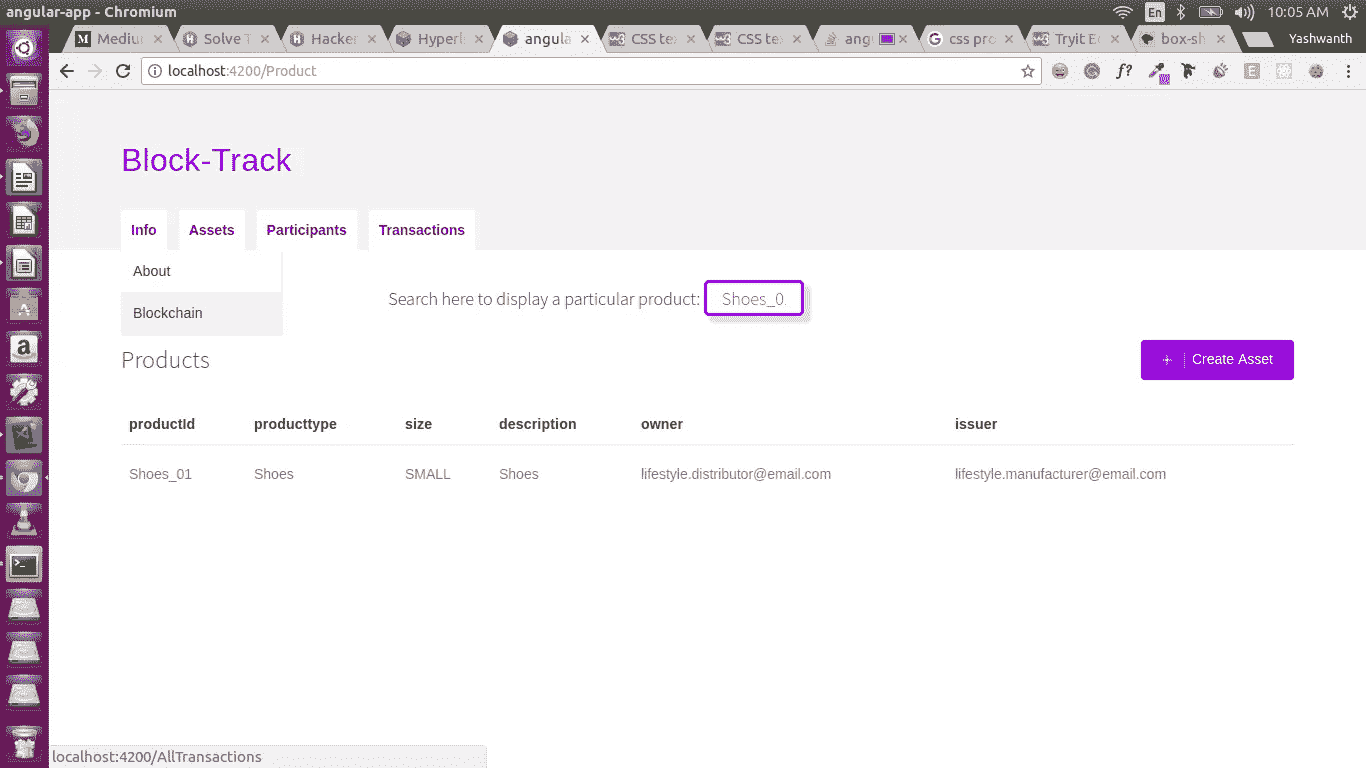 angular-app - Chromium
En
10:05 AM
Mediu
Solve T
Hacker
Hyperl
angula
CSS te
CSS te
ang
css pro
Tryit E
box-sh
Yashwanth
localhost:4200/Product
f?
Block-Track
Info Assets Participants Transactions
About
Blockchain
Search here to display a particular product: Shoes_0
Products
+ Create Asset
productId producttype size description owner issuer
Shoes_01 Shoes SMALL Shoes lifestyle.distributor@email.com lifestyle.manufacturer@email.com
localhost:4200/AllTransactions